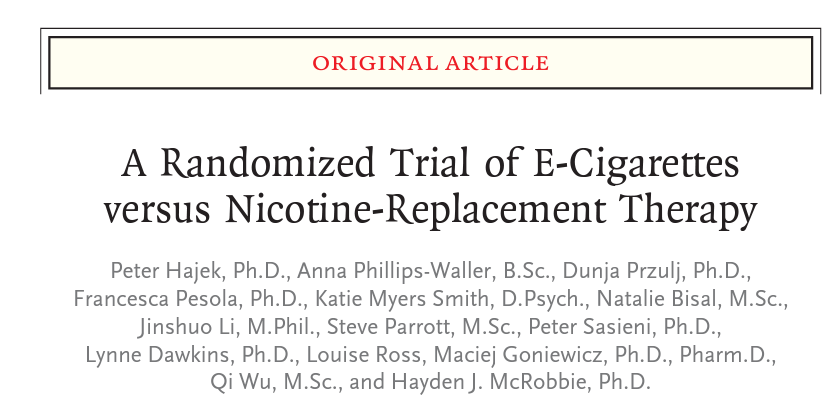 ORIGINAL ARTICLE
A Randomized Trial of E-Cigarettes
versus Nicotine-Replacement Therapy
Peter Hajek, Ph.D., Anna Phillips-Waller, B.Sc., Dunja Przulj, Ph.D.,
Francesca Pesola, Ph.D., Katie Myers Smith, D.Psych., Natalie Bisal, M.Sc.,
Jinshuo Li, M.Phil., Steve Parrott, M.Sc., Peter Sasieni, Ph.D.,
Lynne Dawkins, Ph.D., Louise Ross, Maciej Goniewicz, Ph.D., Pharm.D.,
Qi Wu, M.Sc., and Hayden J. McRobbie, Ph.D.